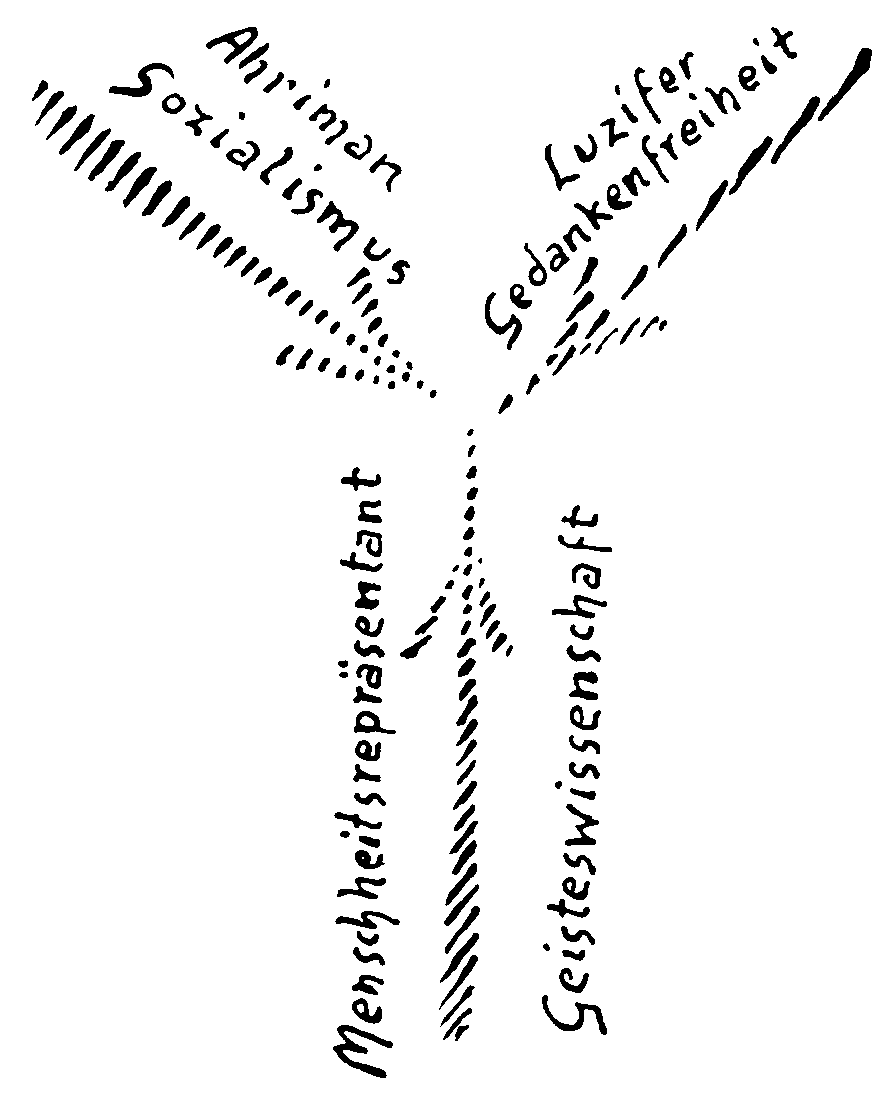 Ahriman
Sozialismus
Luzifer
Gedankenfreiheit
Menschheitsrepräsentant
Geisteswissenschaft